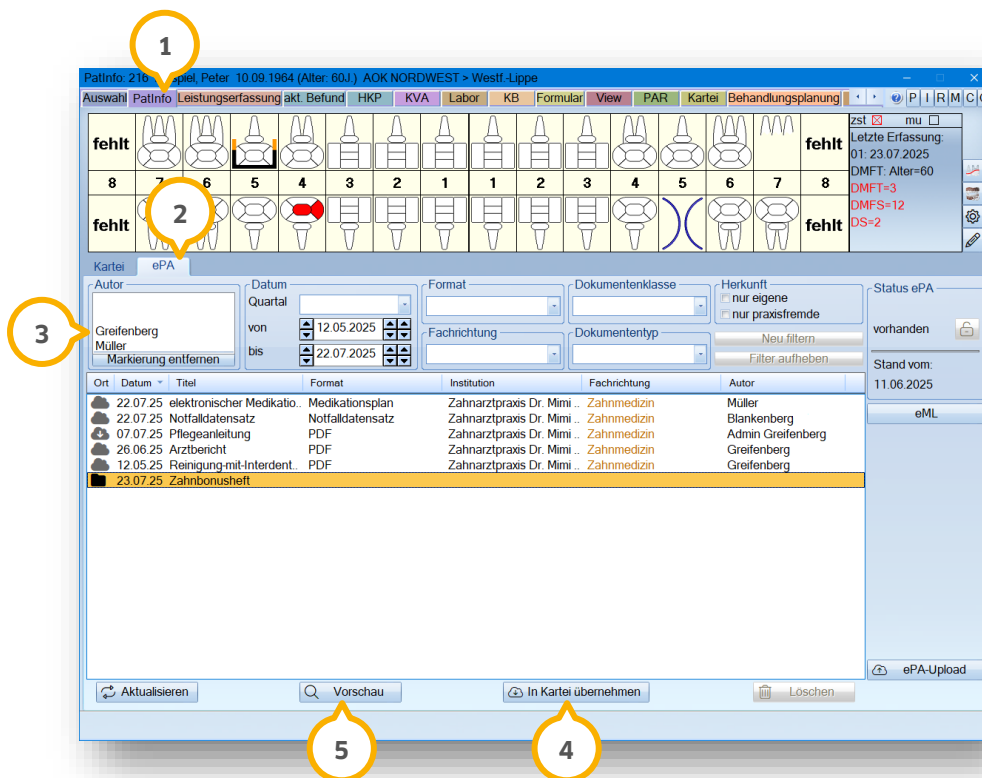 1
PatInfo: 216 spiel, Peter 10.09.1964 (Alter: 60J.) AOK NORDWEST > Westf.-Lippe
Auswahl PatInfo Leistungserfassung akt. Befund HKP KVA Labor KB Formular View PAR Kartei Behandlungsplanung P I R M C
fehlt fehlt
8 7 6 5 4 3 2 1 1 2 3 4 5 6 7 8
fehlt fehlt
zst mu
Letzte Erfassung:
01: 23.07.2025
DMFT: Alter=60
DMFT=3
DMFS=12
DS=2
2
Kartei ePA
3
Autor
Greifenberg
Müller
Markierung entfernen
Datum
Quartal
von 12.05.2025
bis 22.07.2025
Format
Fachrichtung
Dokumentenklasse
Dokumententyp
Herkunft
nur eigene
nur praxisfremde
Neu filtern
Filter aufheben
Status ePA
vorhanden
Stand vom:
11.06.2025
eML
Ort Datum Titel Format Institution Fachrichtung Autor
22.07.25 elektronischer Medikatio.. Medikationsplan Zahnarztpraxis Dr. Mimi .. Zahnmedizin Müller
22.07.25 Notfalldatensatz Notfalldatensatz Zahnarztpraxis Dr. Mimi .. Zahnmedizin Blankenberg
07.07.25 Pflegeanleitung PDF Zahnarztpraxis Dr. Mimi .. Zahnmedizin Admin Greifenberg
26.06.25 Arztbericht PDF Zahnarztpraxis Dr. Mimi .. Zahnmedizin Greifenberg
12.05.25 Reinigung-mit-Interdent.. PDF Zahnarztpraxis Dr. Mimi .. Zahnmedizin Greifenberg
23.07.25 Zahnbonusheft
ePA-Upload
Aktualisieren Vorschau In Kartei übernehmen Löschen
5 4